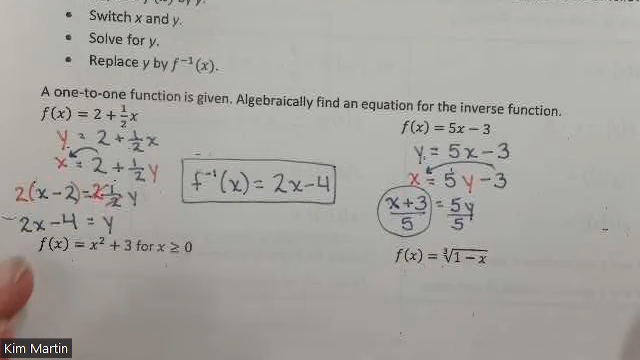 • Switch x and y.
• Solve for y.
• Replace y by f⁻¹(x).
A one-to-one function is given. Algebraically find an equation for the inverse function.
f(x) = 2 + ½x
y = 2 + ½x
x = 2 + ½y
2(x-2)=2·½y
2x-4 = y
f⁻¹(x) = 2x-4
f(x) = x² + 3 for x ≥ 0
f(x) = 5x − 3
y = 5x-3
x = 5y-3
(x+3)/5 = 5y/5
f(x) = ∛(1 − x)
Kim Martin